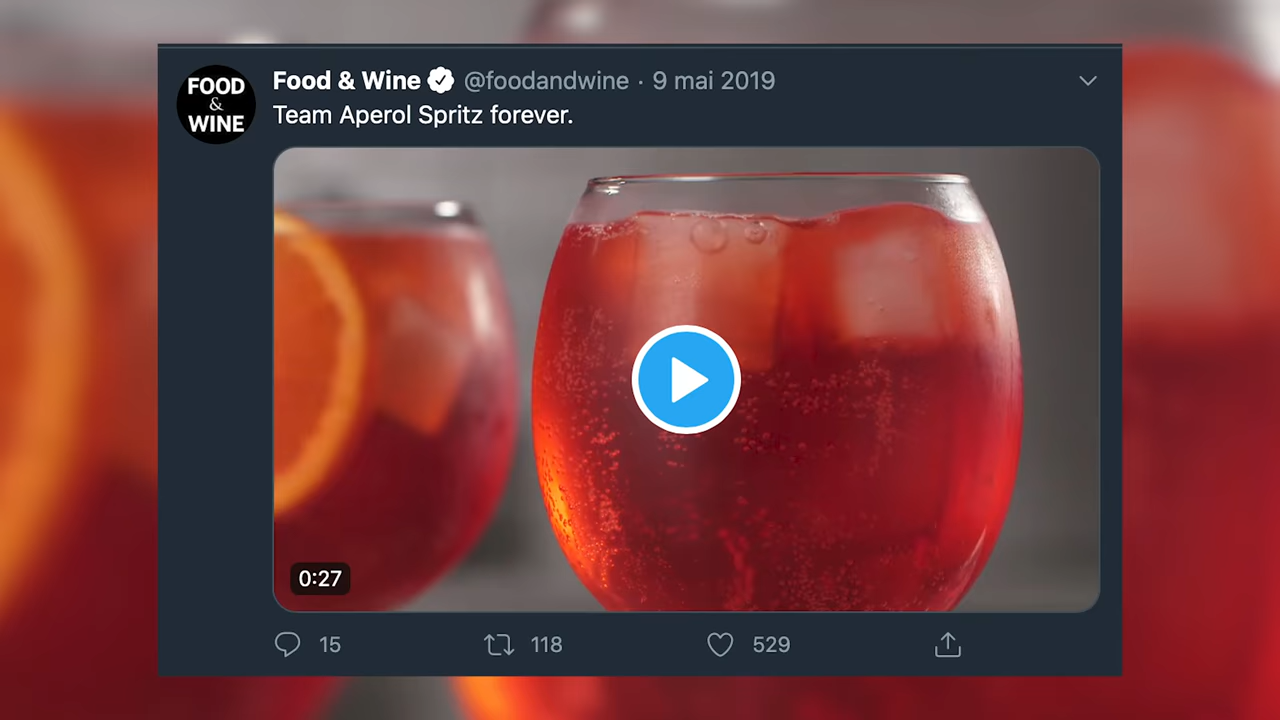 FOOD
&
WINE
Food & Wine @foodandwine · 9 mai 2019
Team Aperol Spritz forever.
0:27
15 118 529